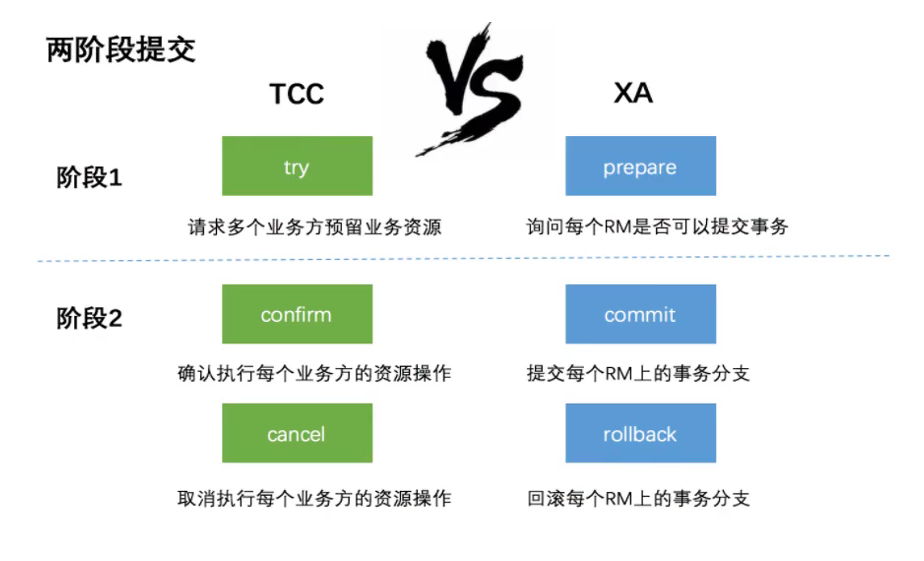 两阶段提交
VS
TCC
XA
阶段1
try
prepare
请求多个业务方预留业务资源
询问每个RM是否可以提交事务
阶段2
confirm
commit
确认执行每个业务方的资源操作
提交每个RM上的事务分支
cancel
rollback
取消执行每个业务方的资源操作
回滚每个RM上的事务分支